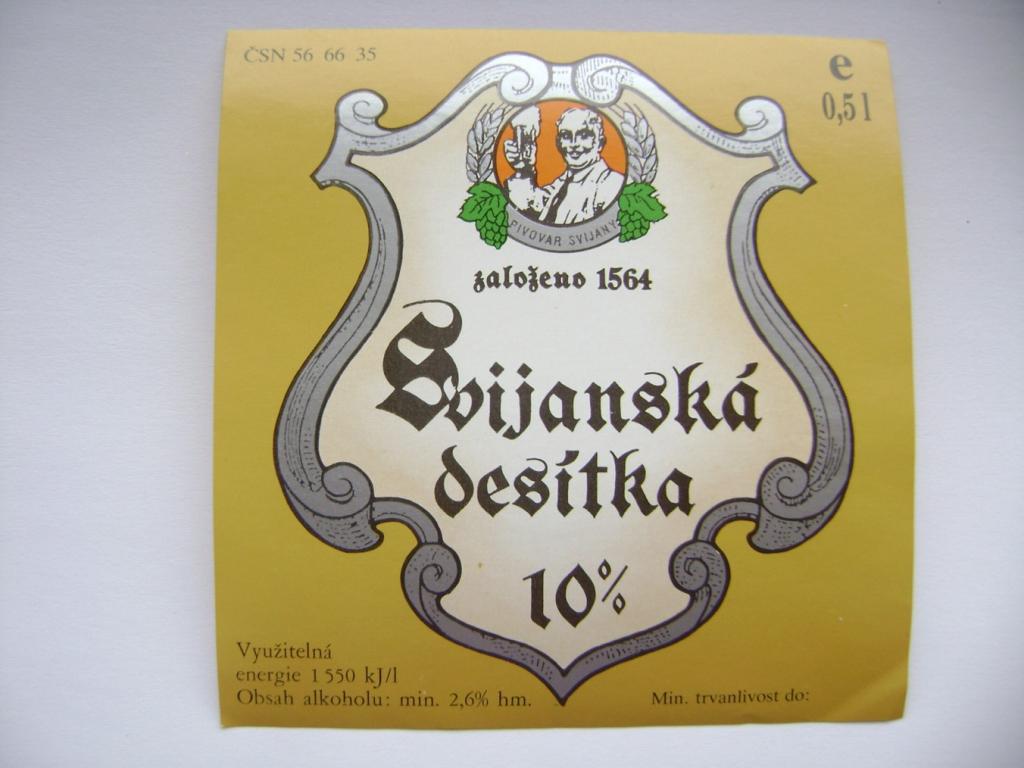 ČSN 56 66 35
e
0,5 l
PIVOVAR SVIJANY
založeno 1564
Svijanská
desítka
10%
Využitelná
energie 1 550 kJ/l
Obsah alkoholu: min. 2,6% hm.
Min. trvanlivost do: